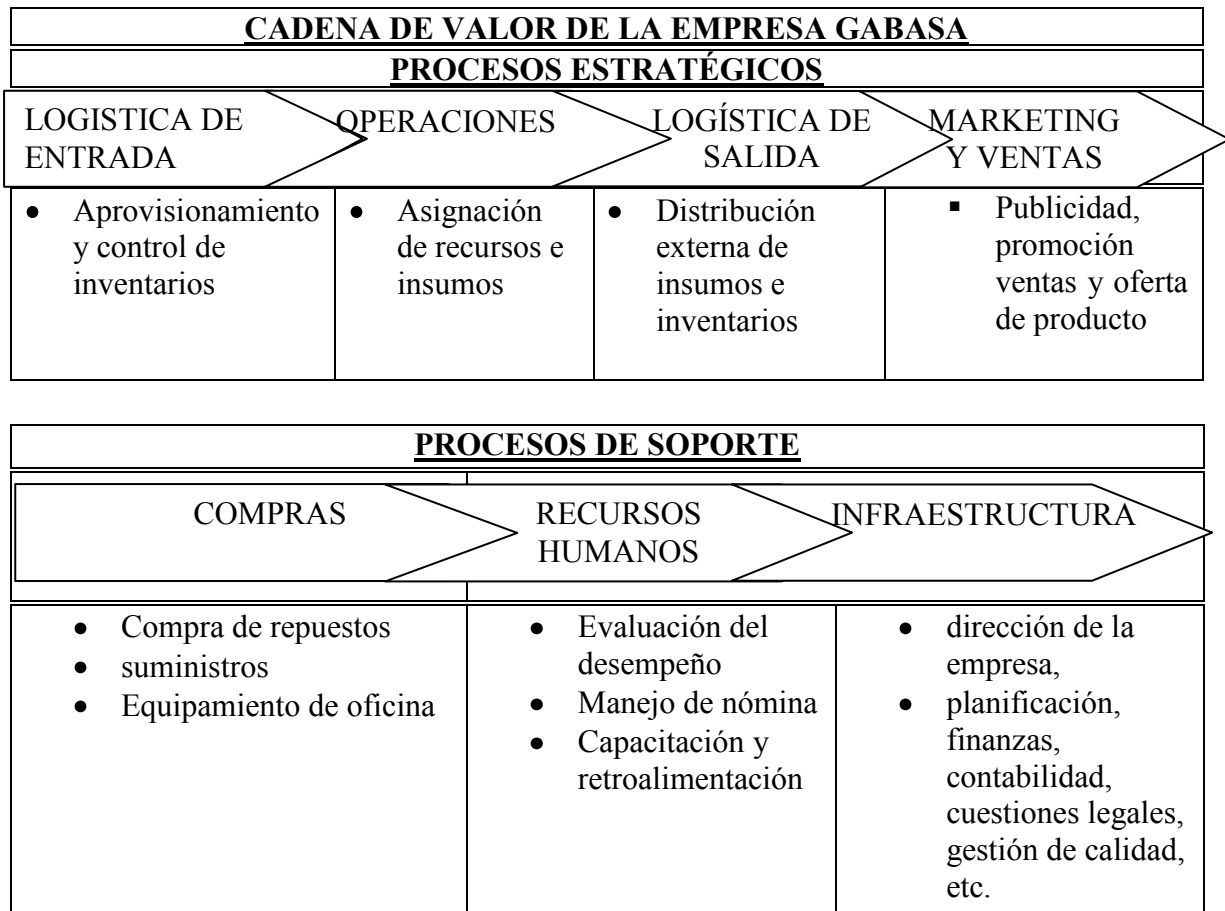 CADENA DE VALOR DE LA EMPRESA GABASA
PROCESOS ESTRATÉGICOS
LOGISTICA DE
ENTRADA
OPERACIONES
LOGÍSTICA DE
SALIDA
MARKETING
Y VENTAS
• Aprovisionamiento
y control de
inventarios
• Asignación
de recursos e
insumos
• Distribución
externa de
insumos e
inventarios
▪ Publicidad,
promoción
ventas y oferta
de producto
PROCESOS DE SOPORTE
COMPRAS
RECURSOS
HUMANOS
INFRAESTRUCTURA
• Compra de repuestos
• suministros
• Equipamiento de oficina
• Evaluación del
desempeño
• Manejo de nómina
• Capacitación y
retroalimentación
• dirección de la
empresa,
• planificación,
finanzas,
contabilidad,
cuestiones legales,
gestión de calidad,
etc.